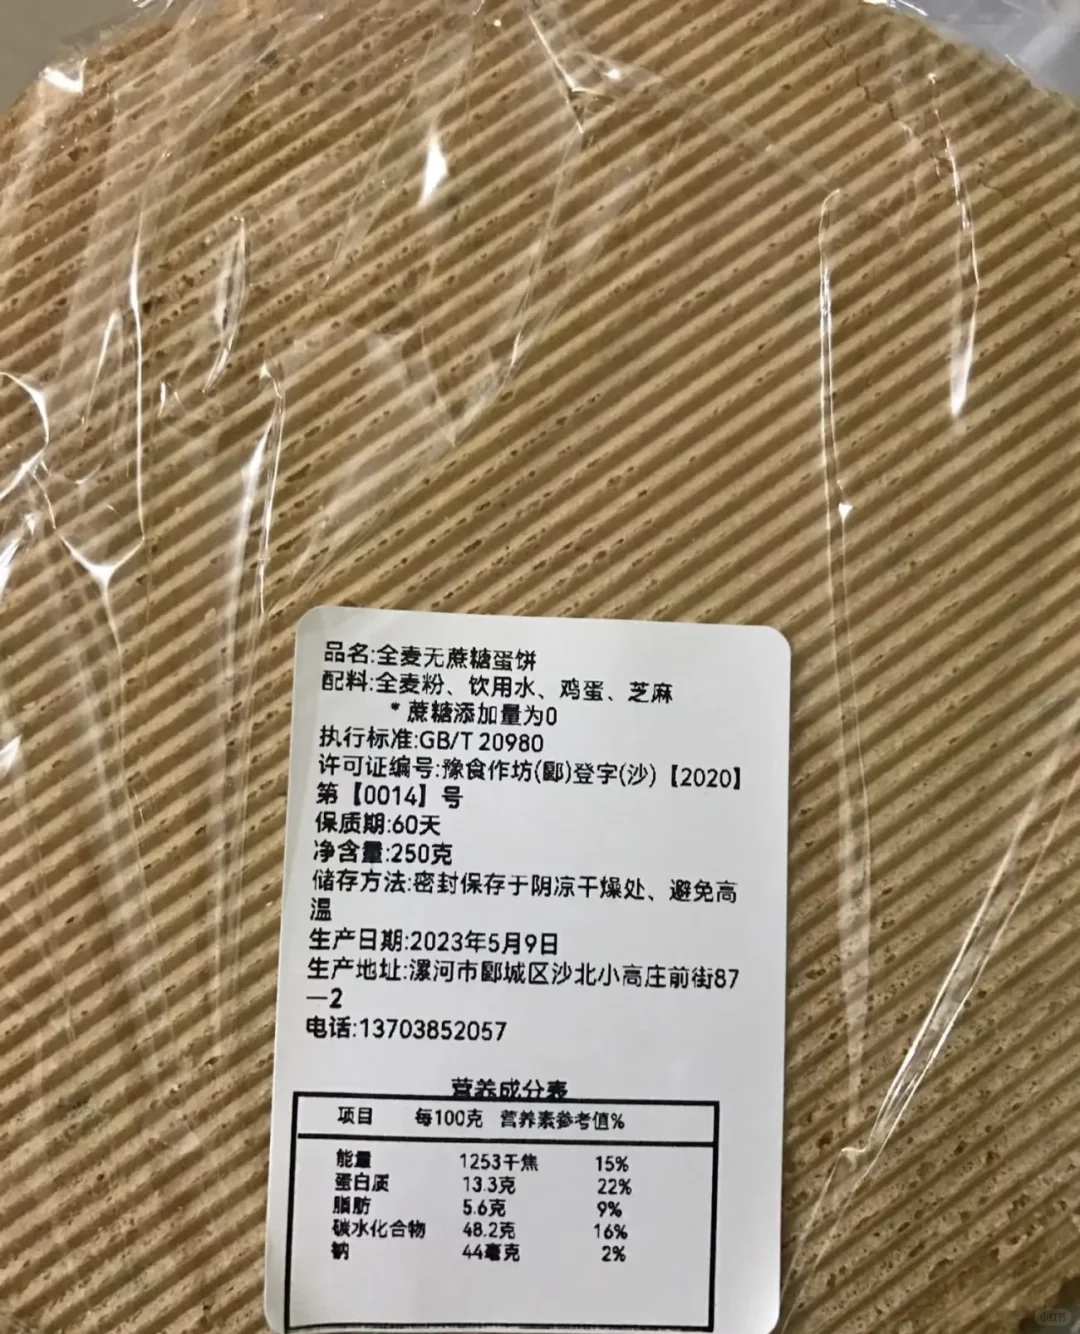 品名:全麦无蔗糖蛋饼
配料:全麦粉、饮用水、鸡蛋、芝麻
*蔗糖添加量为0
执行标准:GB/T 20980
许可证编号:豫食作坊(郾)登字(沙)【2020】
第【0014】号
保质期:60天
净含量:250克
储存方法:密封保存于阴凉干燥处、避免高
温
生产日期:2023年5月9日
生产地址:漯河市郾城区沙北小高庄前街87
—2
电话:13703852057
营养成分表
项目 每100克 营养素参考值%
能量 1253千焦 15%
蛋白质 13.3克 22%
脂肪 5.6克 9%
碳水化合物 48.2克 16%
钠 44毫克 2%
小红书